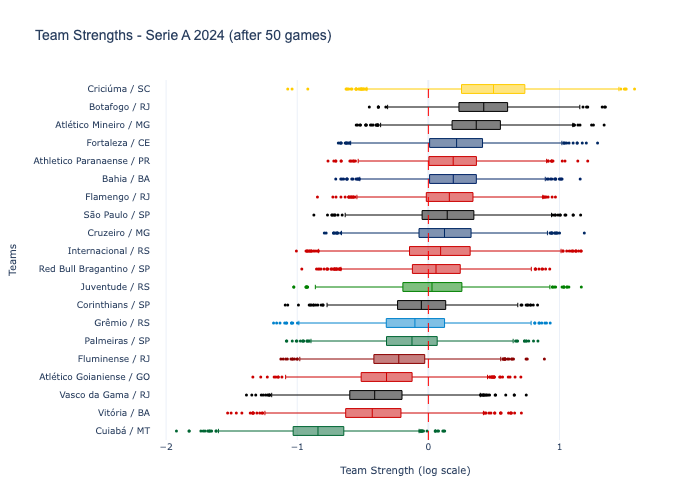 Team Strengths - Serie A 2024 (after 50 games)
Criciúma / SC
Botafogo / RJ
Atlético Mineiro / MG
Fortaleza / CE
Athletico Paranaense / PR
Bahia / BA
Flamengo / RJ
São Paulo / SP
Cruzeiro / MG
Internacional / RS
Red Bull Bragantino / SP
Juventude / RS
Corinthians / SP
Grêmio / RS
Palmeiras / SP
Fluminense / RJ
Atlético Goianiense / GO
Vasco da Gama / RJ
Vitória / BA
Cuiabá / MT
Teams
−2 −1 0 1
Team Strength (log scale)